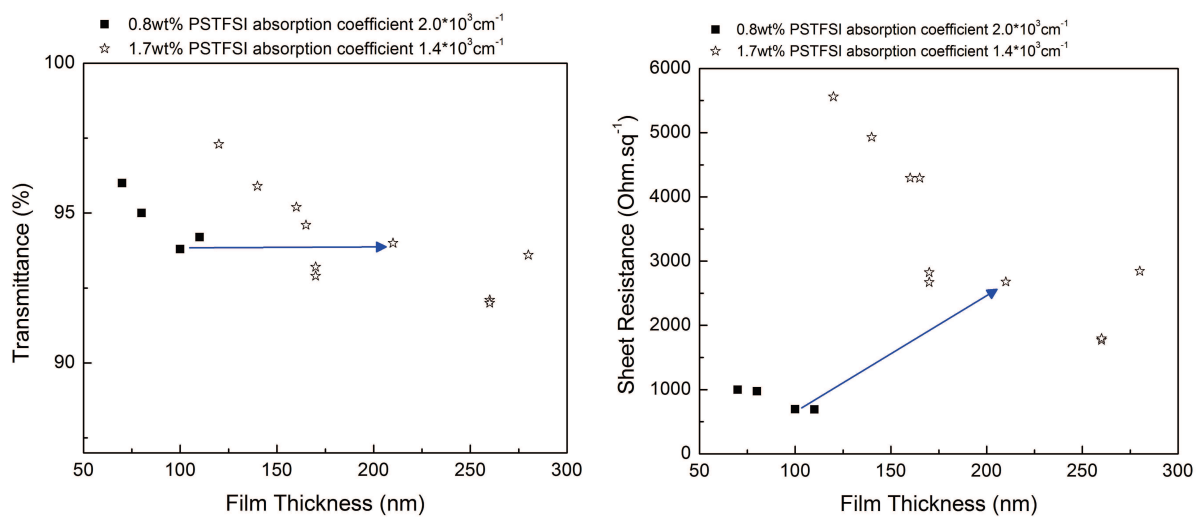 0.8wt% PSTFSI absorption coefficient 2.0*10³cm⁻¹
1.7wt% PSTFSI absorption coefficient 1.4*10³cm⁻¹
100
95
90
Transmittance (%)
50 100 150 200 250 300
Film Thickness (nm)
0.8wt% PSTFSI absorption coefficient 2.0*10³cm⁻¹
1.7wt% PSTFSI absorption coefficient 1.4*10³cm⁻¹
6000
5000
4000
3000
2000
1000
0
Sheet Resistance (Ohm.sq⁻¹)
50 100 150 200 250 300
Film Thickness (nm)